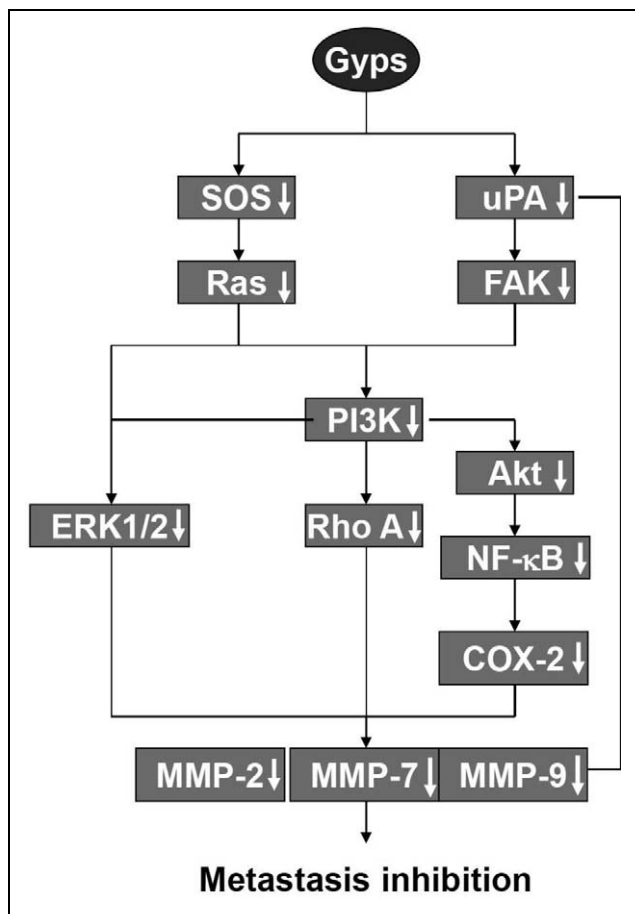 Gyps
SOS↓ uPA↓
Ras↓ FAK↓
PI3K↓
Akt↓
ERK1/2↓ Rho A↓
NF-κB↓
COX-2↓
MMP-2↓ MMP-7↓ MMP-9↓
Metastasis inhibition